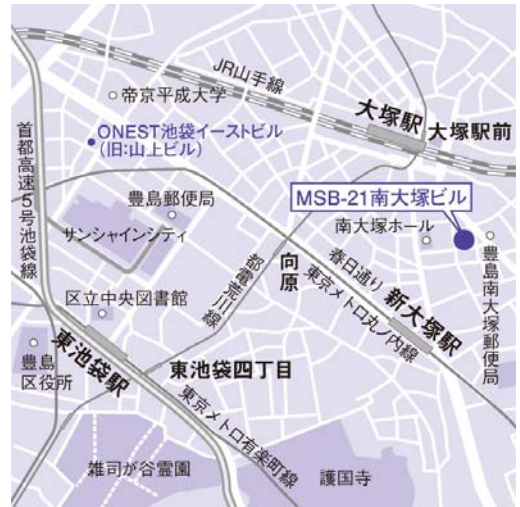 JR山手線
帝京平成大学
大塚駅
大塚駅前
ONEST池袋イーストビル
(旧:山上ビル)
首都高速5号池袋線
豊島郵便局
MSB-21南大塚ビル
サンシャインシティ
南大塚ホール
都電荒川線
向原
春日通り
東京メトロ丸ノ内線
新大塚駅
豊島南大塚郵便局
区立中央図書館
豊島
区役所
東池袋駅
東池袋四丁目
東京メトロ有楽町線
雑司が谷霊園
護国寺